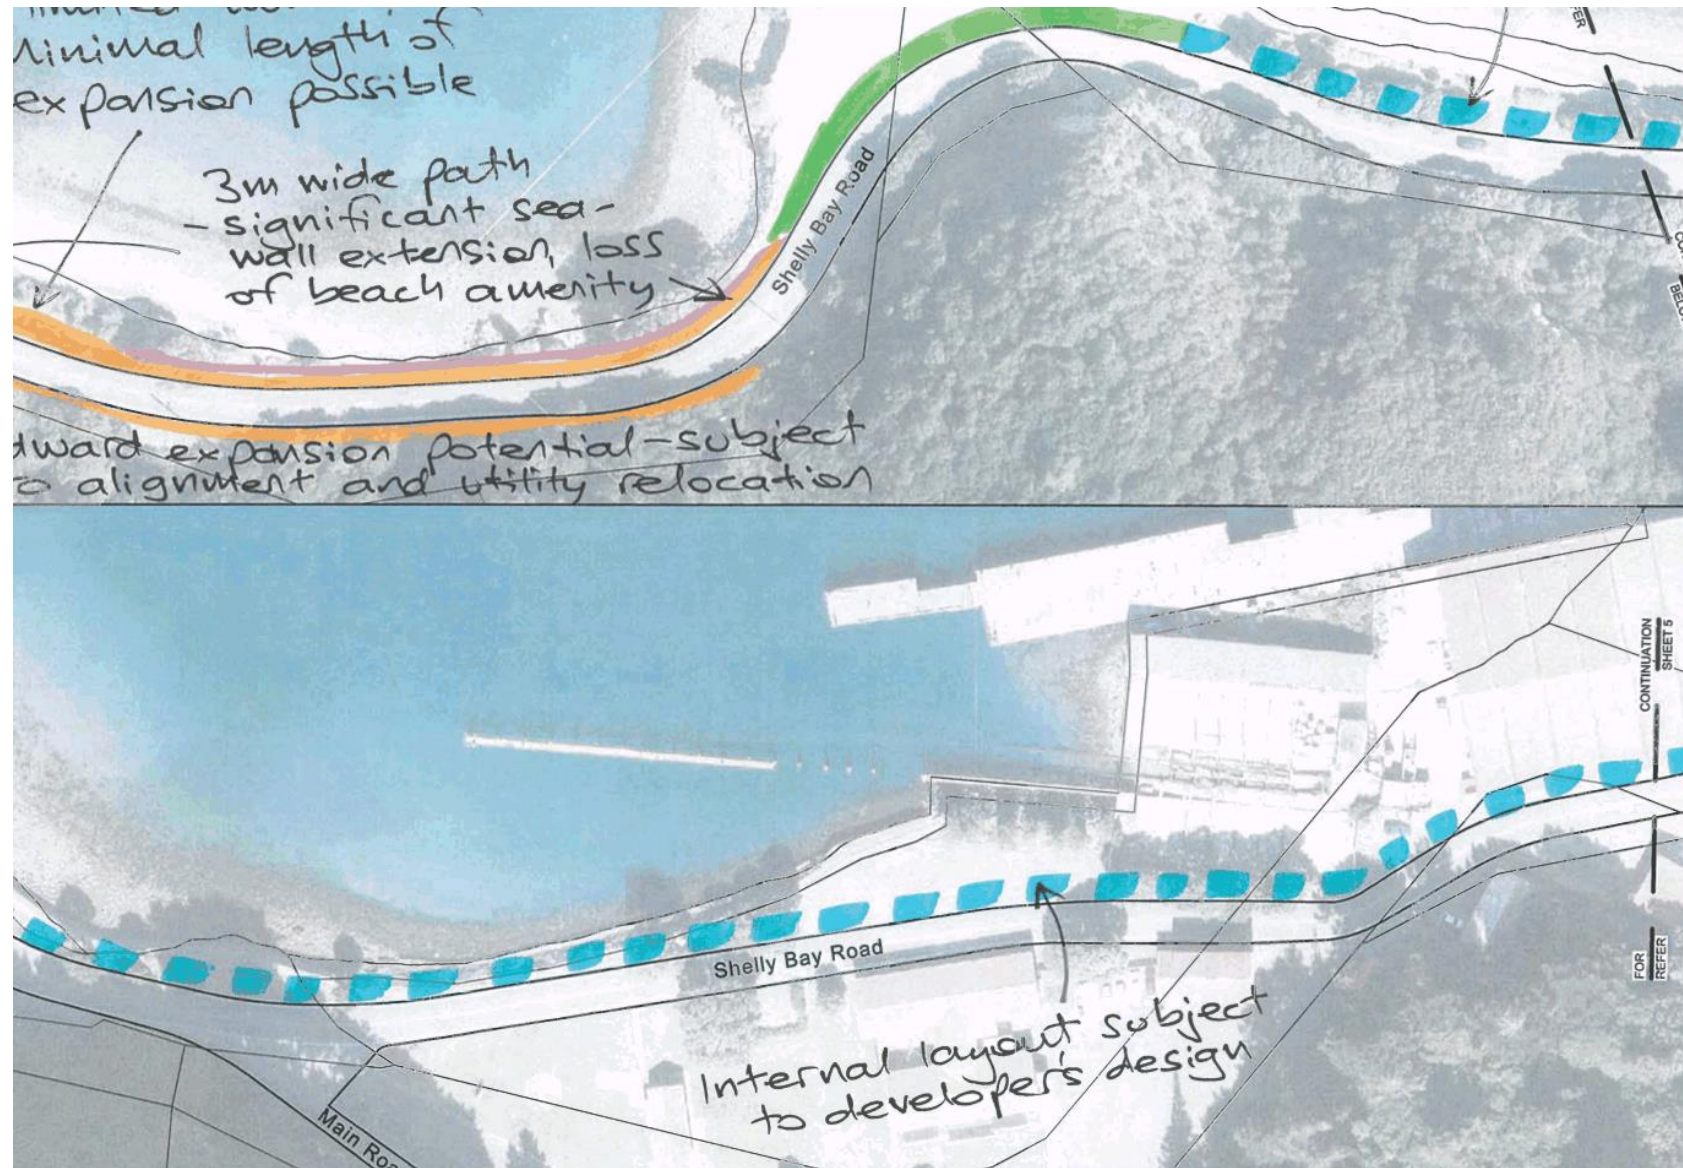 Minimal length of
expansion possible
3m wide path
- significant sea-
wall extension, loss
of beach amenity
Shelly Bay Road
expansion potential - subject
alignment and utility relocation
CONTINUATION
SHEET 5
Shelly Bay Road
FOR
REFER
Internal layout subject
to developer's design
Main